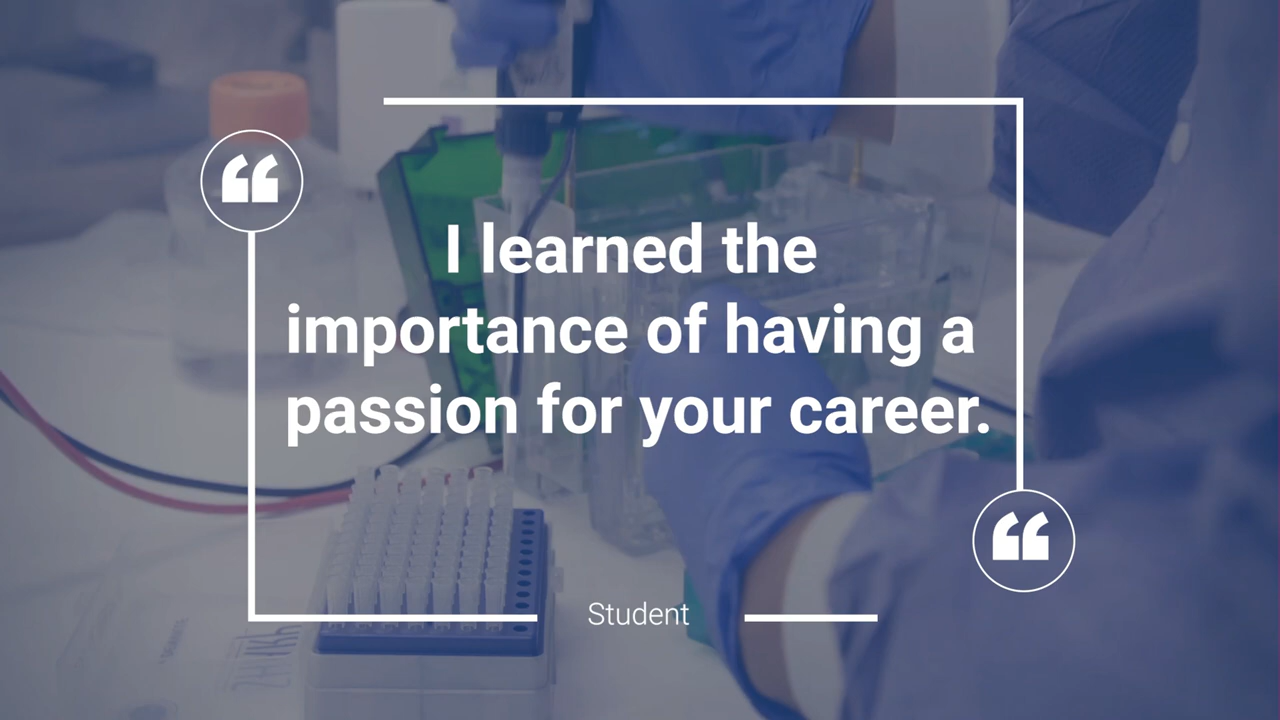 I learned the
importance of having a
passion for your career.
Student